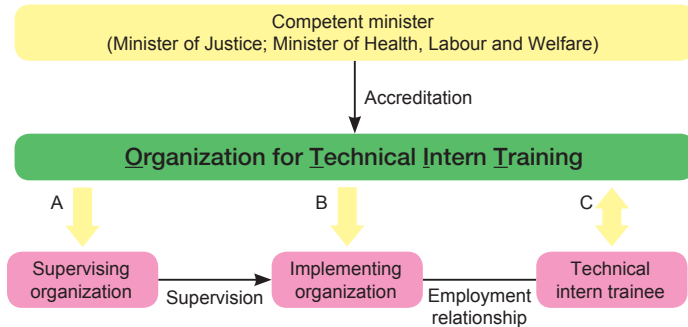 Competent minister
(Minister of Justice; Minister of Health, Labour and Welfare)
Accreditation
Organization for Technical Intern Training
A
B
C
Supervising
organization
Supervision
Implementing
organization
Employment
relationship
Technical
intern trainee